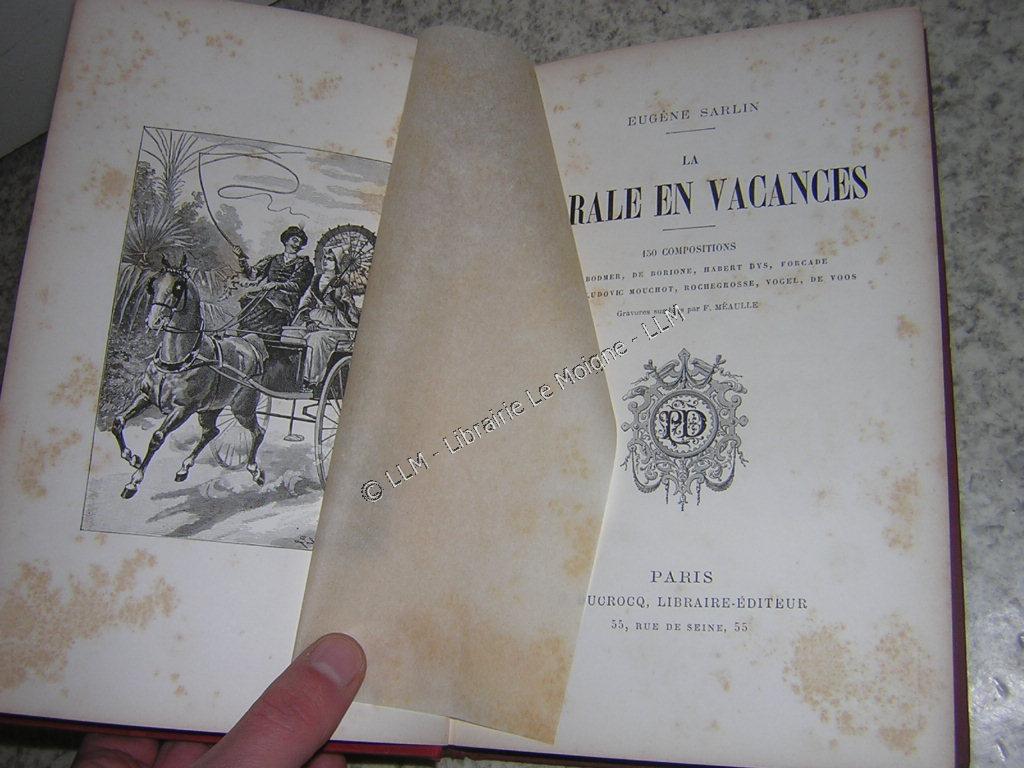 EUGÈNE SARLIN
LA
RALE EN VACANCES
150 COMPOSITIONS
BODMER, DE BORIONE, HABERT DYS, FORCADE
LUDOVIC MOUCHOT, ROCHEGROSSE, VOGEL, DE VOOS
Gravures par F. MÉAULLE
© LLM - Librairie Le Moigne - LLM
PARIS
UCROCQ, LIBRAIRE-ÉDITEUR
55, RUE DE SEINE, 55